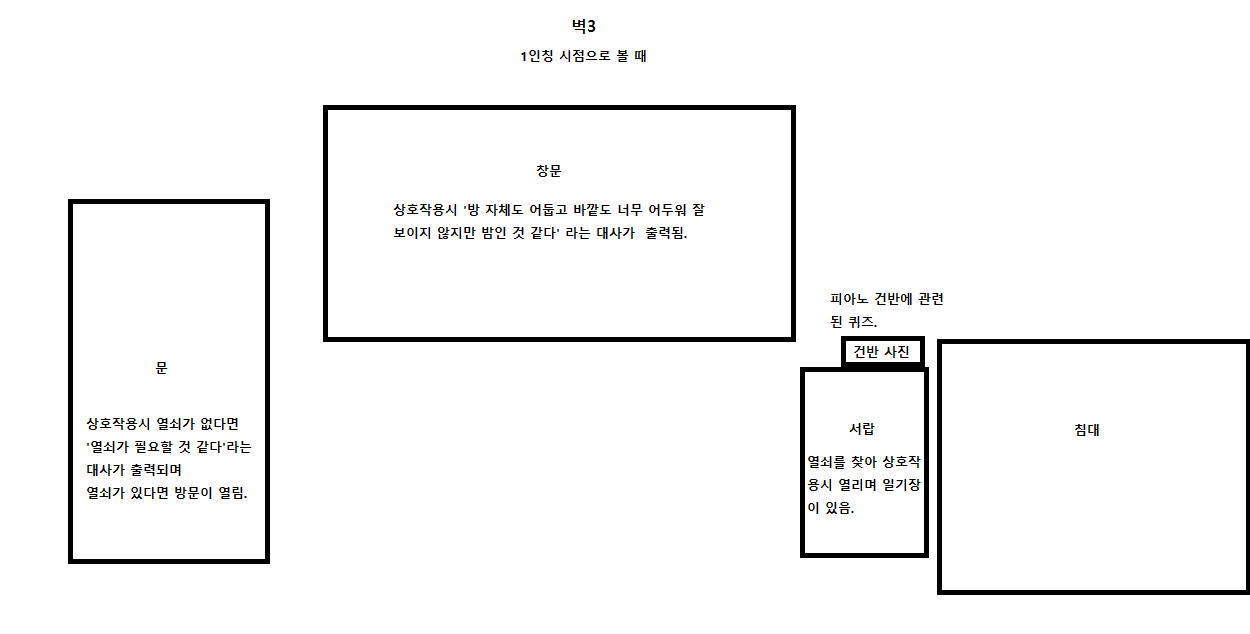 벽3
1인칭 시점으로 볼 때
창문
상호작용시 '방 자체도 어둡고 바깥도 너무 어두워 잘
보이지 않지만 밤인 것 같다' 라는 대사가 출력됨.
문
상호작용시 열쇠가 없다면
'열쇠가 필요할 것 같다'라는
대사가 출력되며
열쇠가 있다면 방문이 열림.
피아노 건반에 관련
된 퀴즈.
건반 사진
서랍
열쇠를 찾아 상호작
용시 열리며 일기장
이 있음.
침대